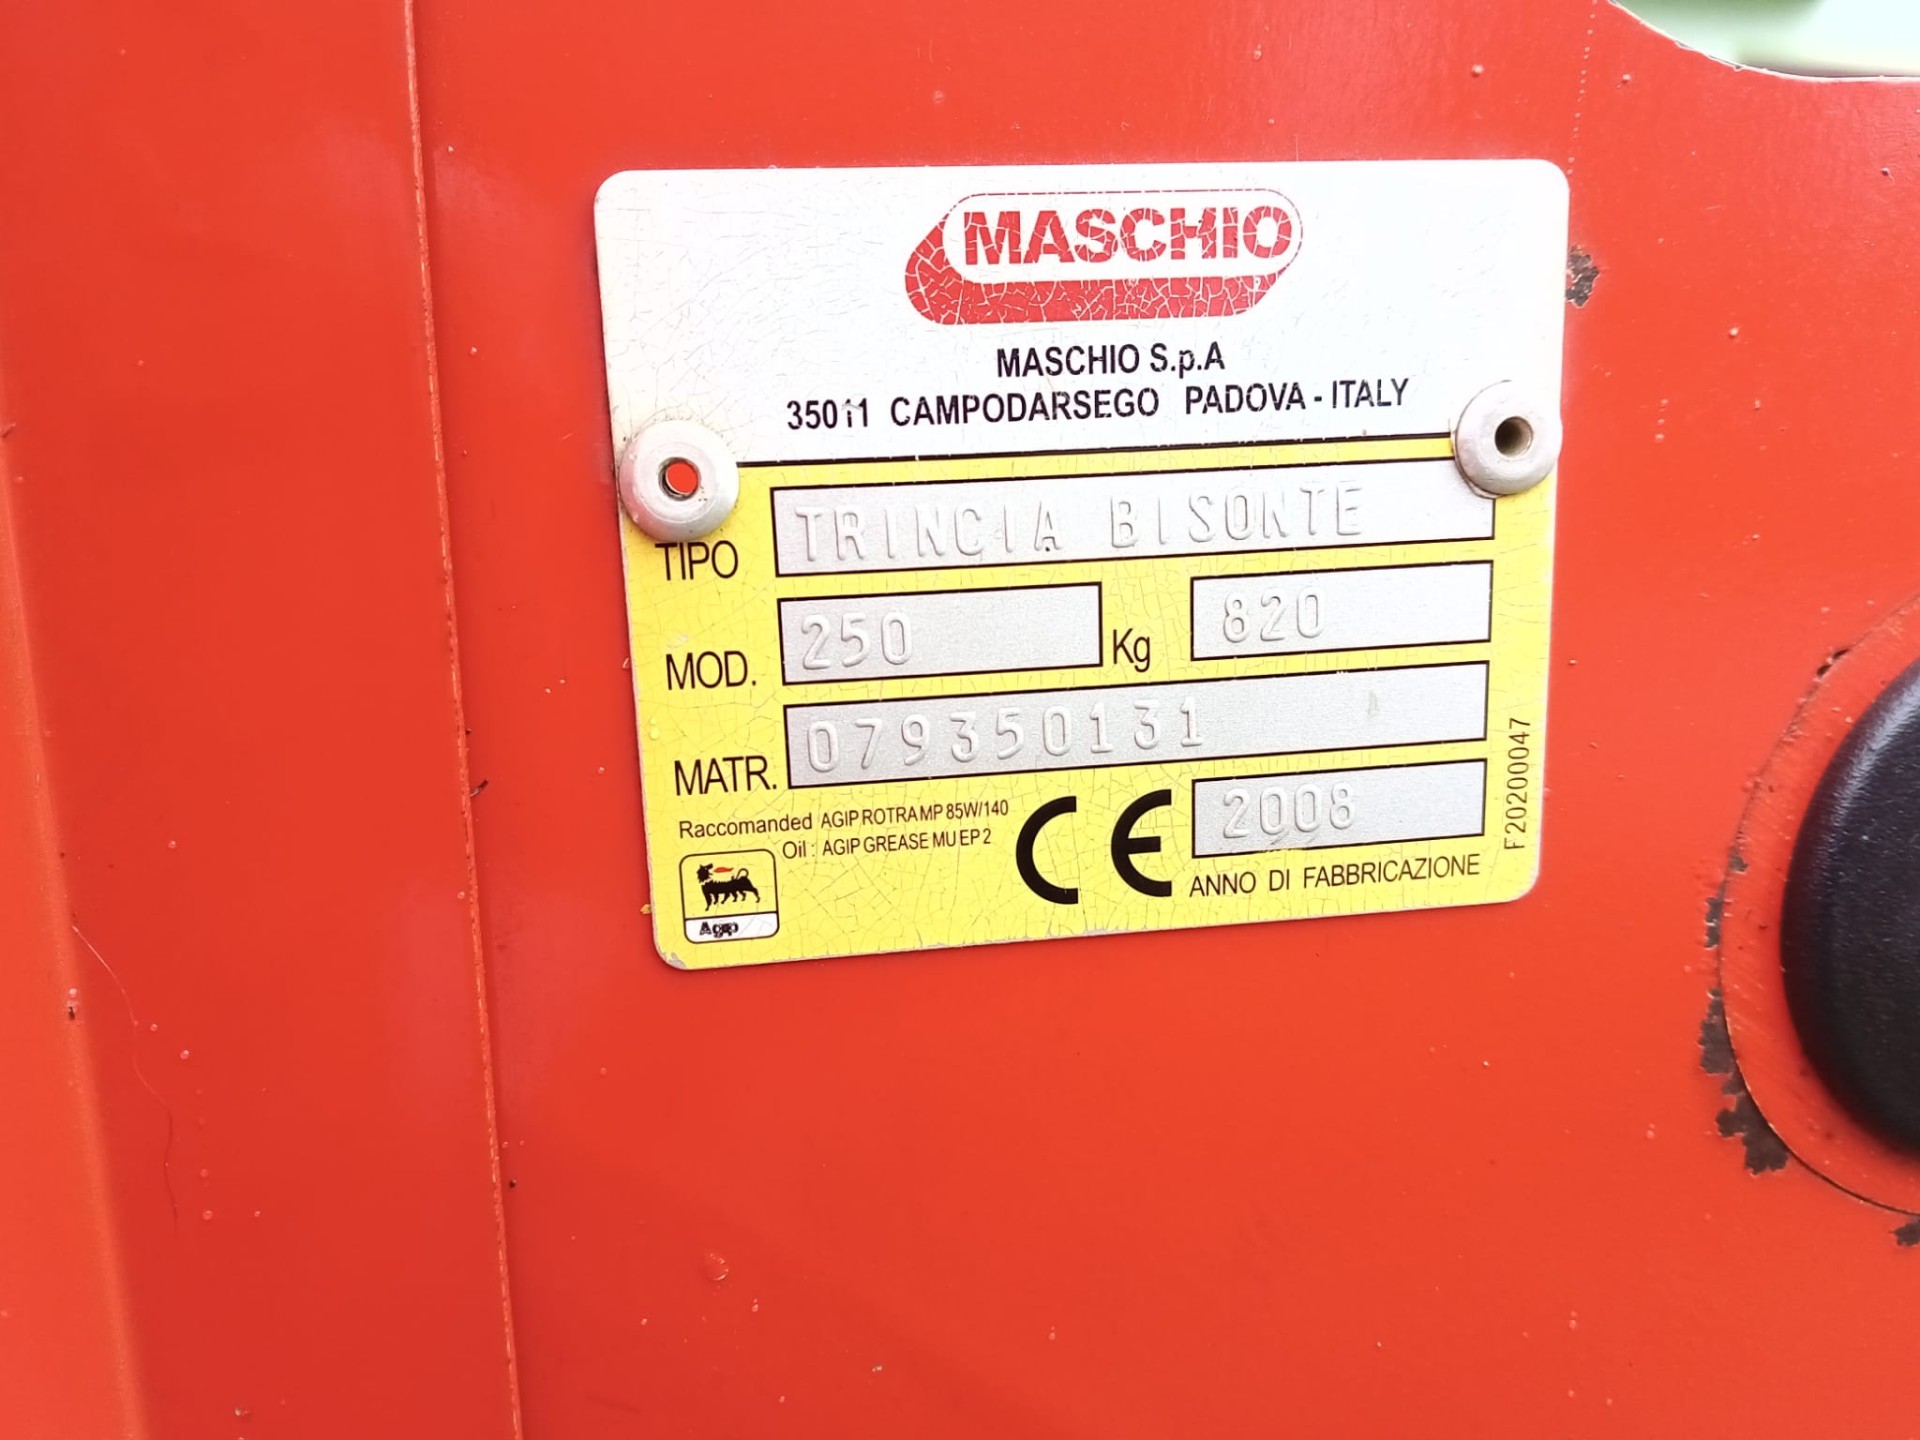 MASCHIO
MASCHIO S.p.A
35011 CAMPODARSEGO PADOVA - ITALY
TIPO TRINCIA BISONTE
MOD. 250 Kg 820
MATR. 079350131
Raccomanded AGIP ROTRA MP 85W/140
Oil : AGIP GREASE MU EP 2
CE 2008
ANNO DI FABBRICAZIONE
Agip
F20200047